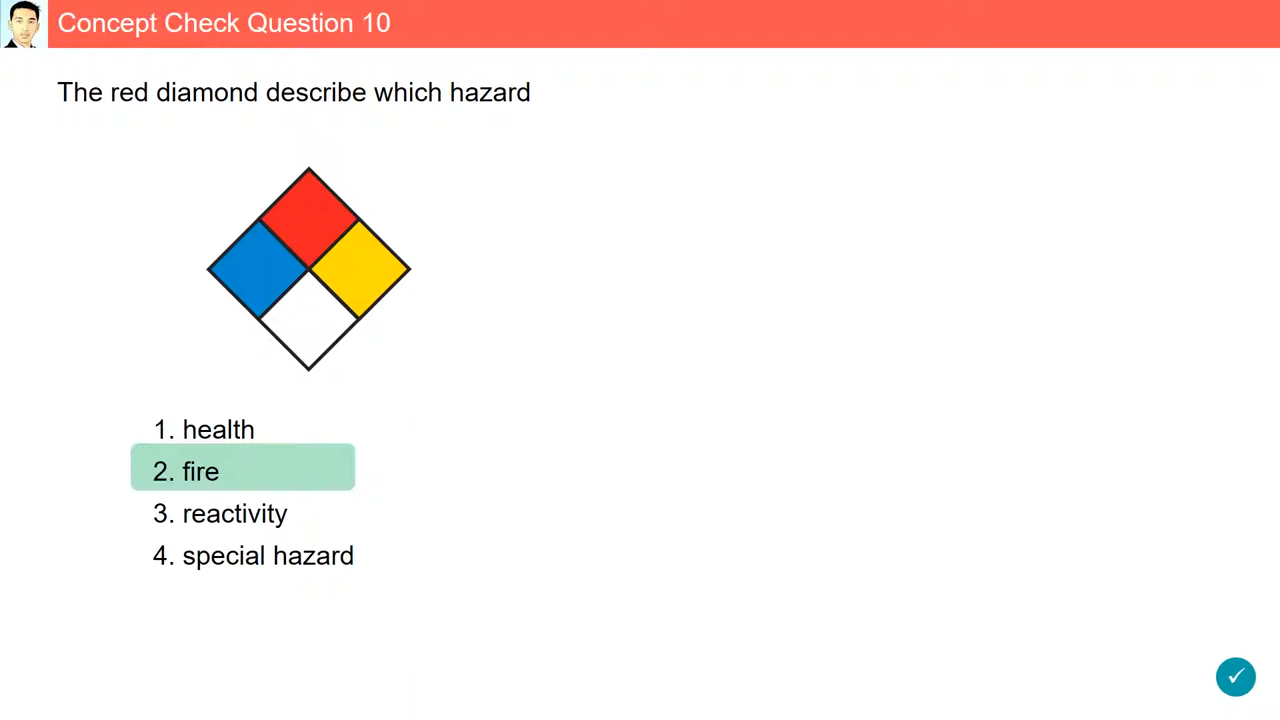 Concept Check Question 10
The red diamond describe which hazard
1. health
2. fire
3. reactivity
4. special hazard